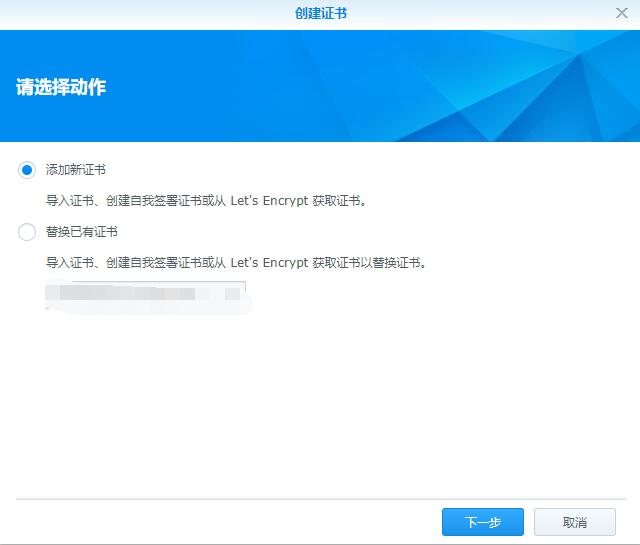 创建证书
请选择动作
添加新证书
导入证书、创建自我签署证书或从 Let's Encrypt 获取证书。
替换已有证书
导入证书、创建自我签署证书或从 Let's Encrypt 获取证书以替换证书。
下一步
取消